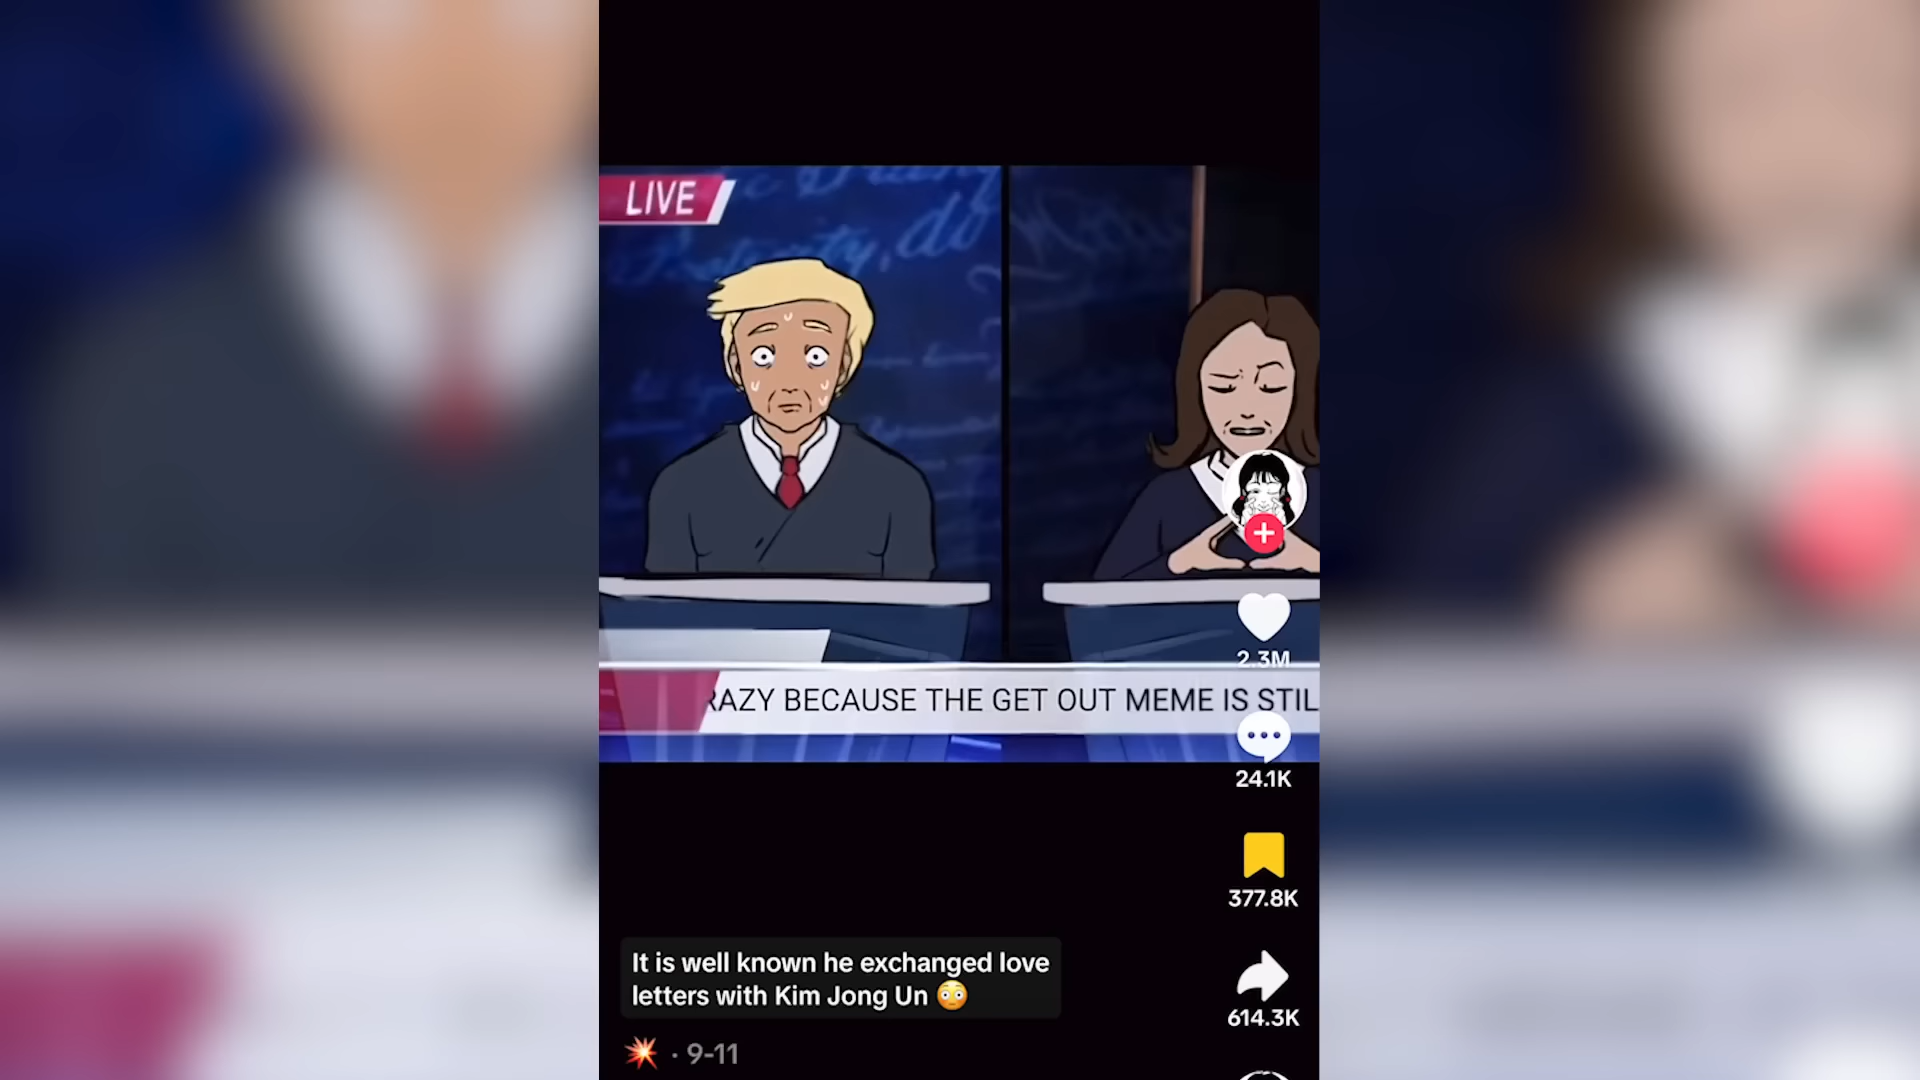 LIVE
RAZY BECAUSE THE GET OUT MEME IS STIL
2.3M
24.1K
377.8K
614.3K
It is well known he exchanged love
letters with Kim Jong Un 😳
💥 · 9-11